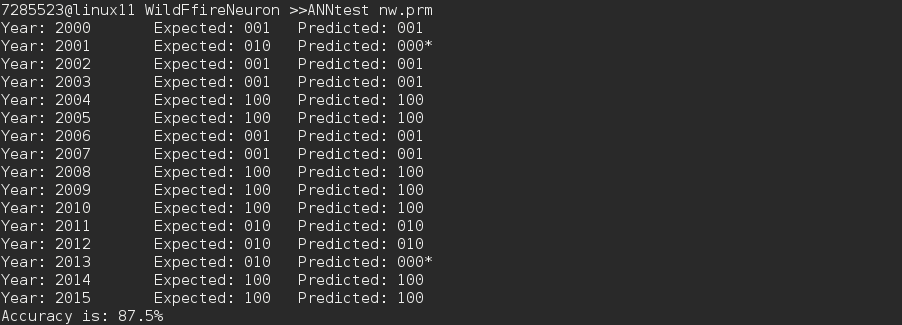 7285523@linux11 WildFfireNeuron >>ANNtest nw.prm
Year: 2000 Expected: 001 Predicted: 001
Year: 2001 Expected: 010 Predicted: 000*
Year: 2002 Expected: 001 Predicted: 001
Year: 2003 Expected: 001 Predicted: 001
Year: 2004 Expected: 100 Predicted: 100
Year: 2005 Expected: 100 Predicted: 100
Year: 2006 Expected: 001 Predicted: 001
Year: 2007 Expected: 001 Predicted: 001
Year: 2008 Expected: 100 Predicted: 100
Year: 2009 Expected: 100 Predicted: 100
Year: 2010 Expected: 100 Predicted: 100
Year: 2011 Expected: 010 Predicted: 010
Year: 2012 Expected: 010 Predicted: 010
Year: 2013 Expected: 010 Predicted: 000*
Year: 2014 Expected: 100 Predicted: 100
Year: 2015 Expected: 100 Predicted: 100
Accuracy is: 87.5%